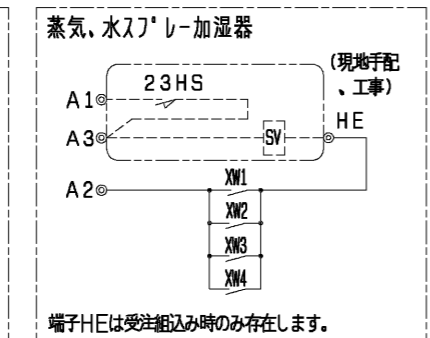 蒸気、水スプレー加湿器
(現地手配
、工事)
23HS
A1
HE
A3
SV
A2
XW1
XW2
XW3
XW4
端子HEは受注組込み時のみ存在します。